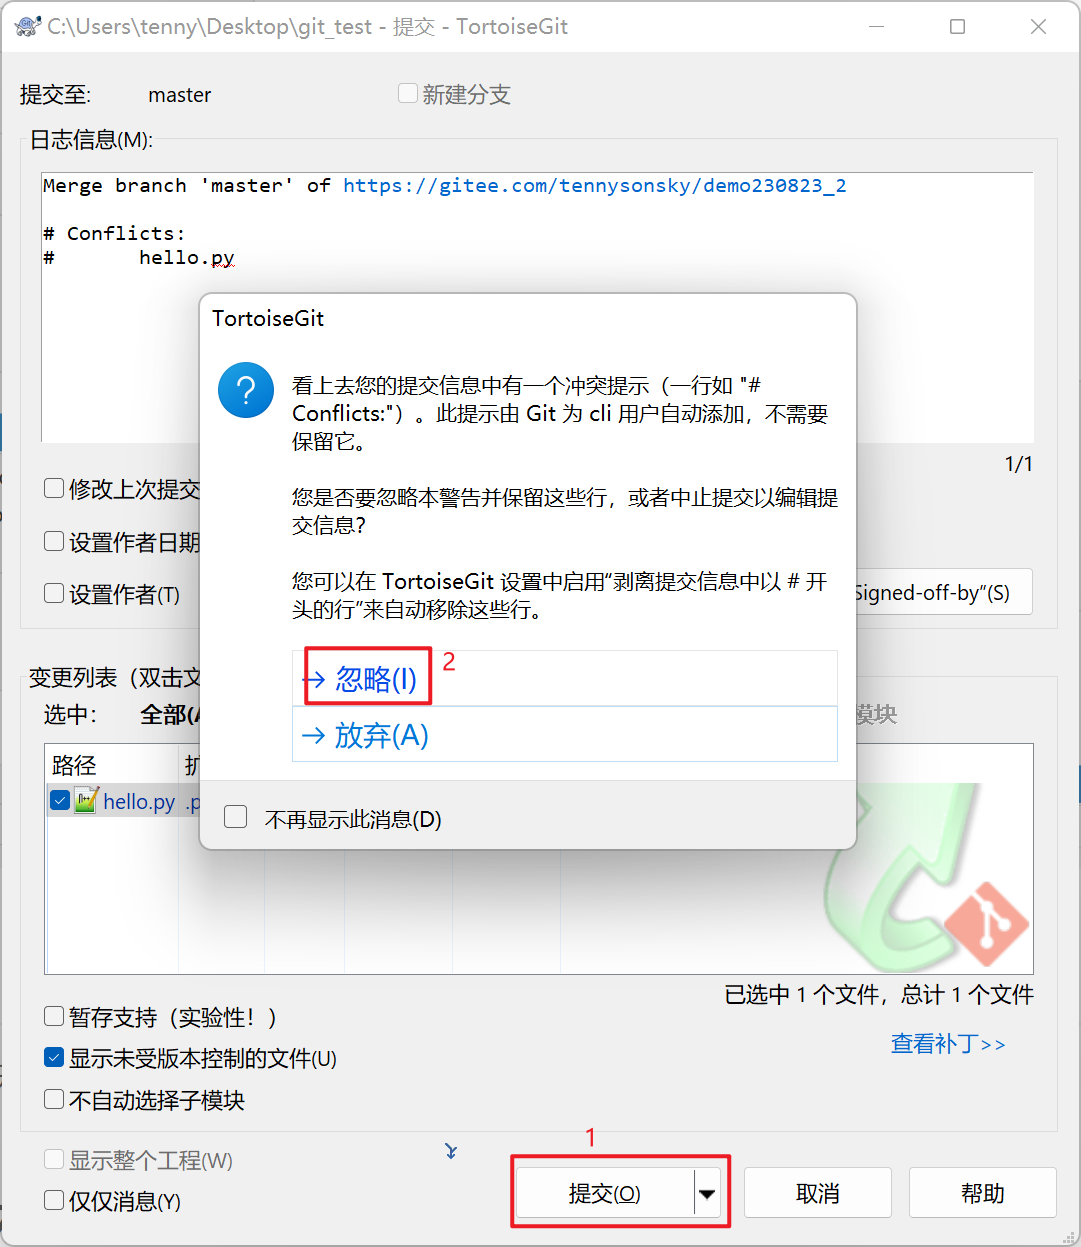 C:\Users\tenny\Desktop\git_test - 提交 - TortoiseGit
提交至: master 新建分支
日志信息(M):
Merge branch 'master' of https://gitee.com/tennysonsky/demo230823_2
# Conflicts:
# hello.py
TortoiseGit
看上去您的提交信息中有一个冲突提示（一行如 "#
Conflicts:"）。此提示由 Git 为 cli 用户自动添加，不需要
保留它。
您是否要忽略本警告并保留这些行，或者中止提交以编辑提
交信息？
您可以在 TortoiseGit 设置中启用“剥离提交信息中以 # 开
头的行”来自动移除这些行。
忽略(I) 2
放弃(A)
不再显示此消息(D)
1/1
修改上次提交
设置作者日期
设置作者(T)
Signed-off-by"(S)
变更列表（双击文
选中： 全部(A
模块
路径 扩
hello.py .p
已选中 1 个文件，总计 1 个文件
暂存支持（实验性！）
查看补丁>>
显示未受版本控制的文件(U)
不自动选择子模块
显示整个工程(W)
1
仅仅消息(Y)
提交(O) 取消 帮助